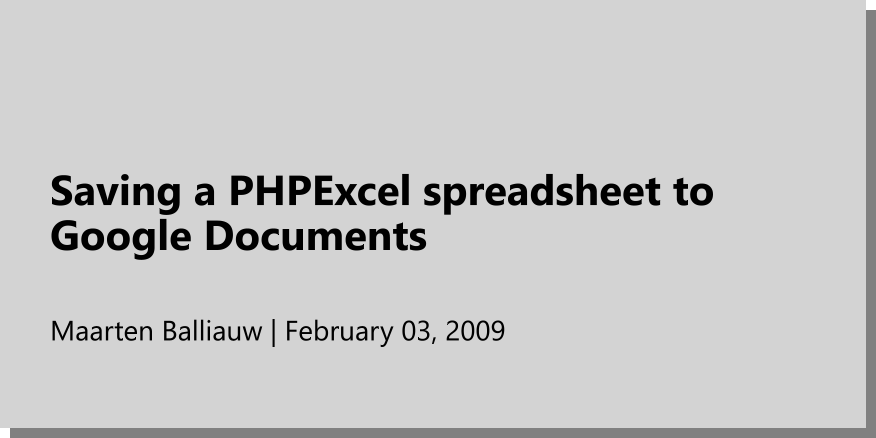 Saving a PHPExcel spreadsheet to
Google Documents
Maarten Balliauw | February 03, 2009